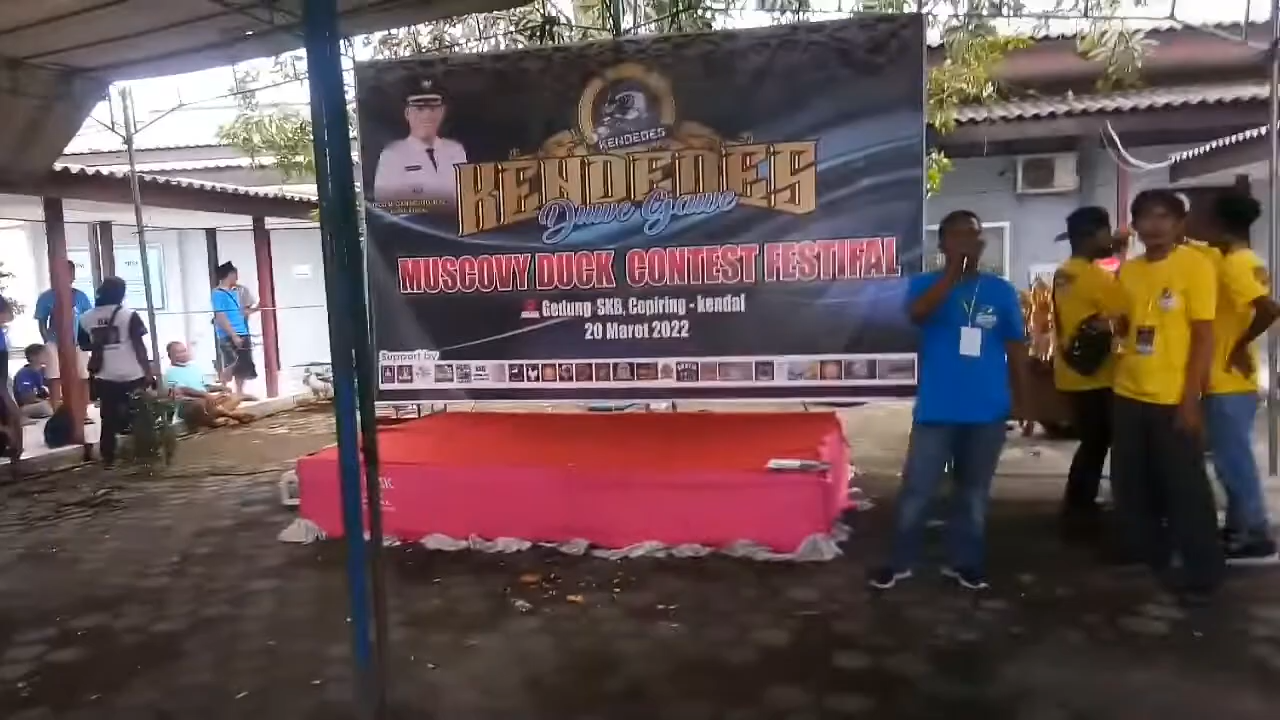 KENDEDES
KENDEDES
Duwe Gawe
MUSCOVY DUCK CONTEST FESTIFAL
Gedung SKB, Cepiring - kendal
20 Maret 2022
Support by